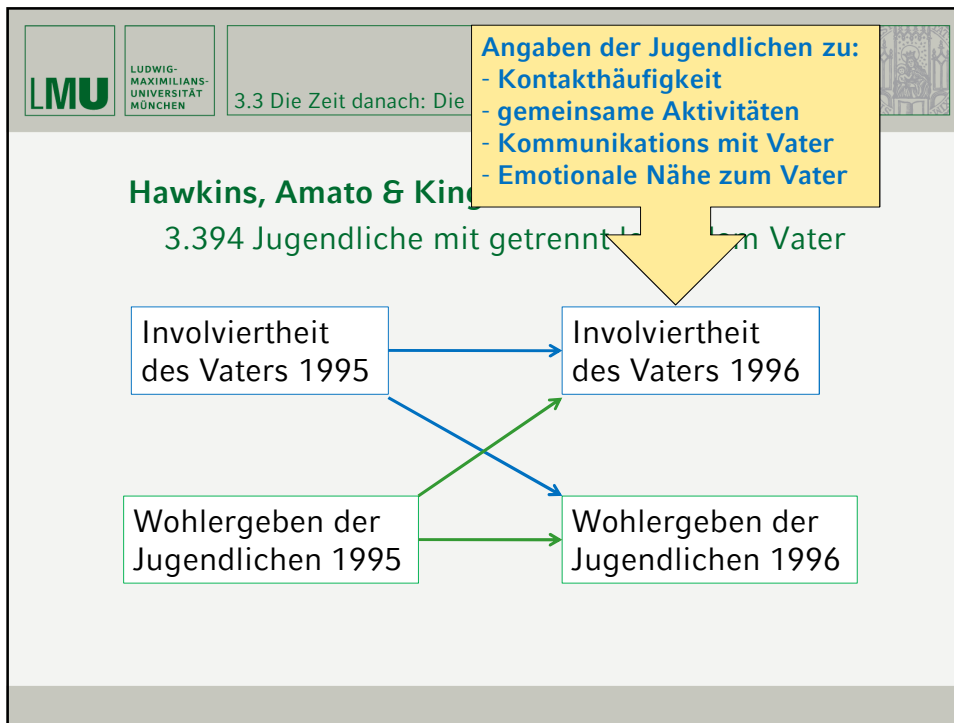 LMU
LUDWIG-
MAXIMILIANS-
UNIVERSITÄT
MÜNCHEN
3.3 Die Zeit danach: Die
Angaben der Jugendlichen zu:
- Kontakthäufigkeit
- gemeinsame Aktivitäten
- Kommunikations mit Vater
- Emotionale Nähe zum Vater
Hawkins, Amato & King
3.394 Jugendliche mit getrennt Vater
Involviertheit
des Vaters 1995
Involviertheit
des Vaters 1996
Wohlergeben der
Jugendlichen 1995
Wohlergeben der
Jugendlichen 1996